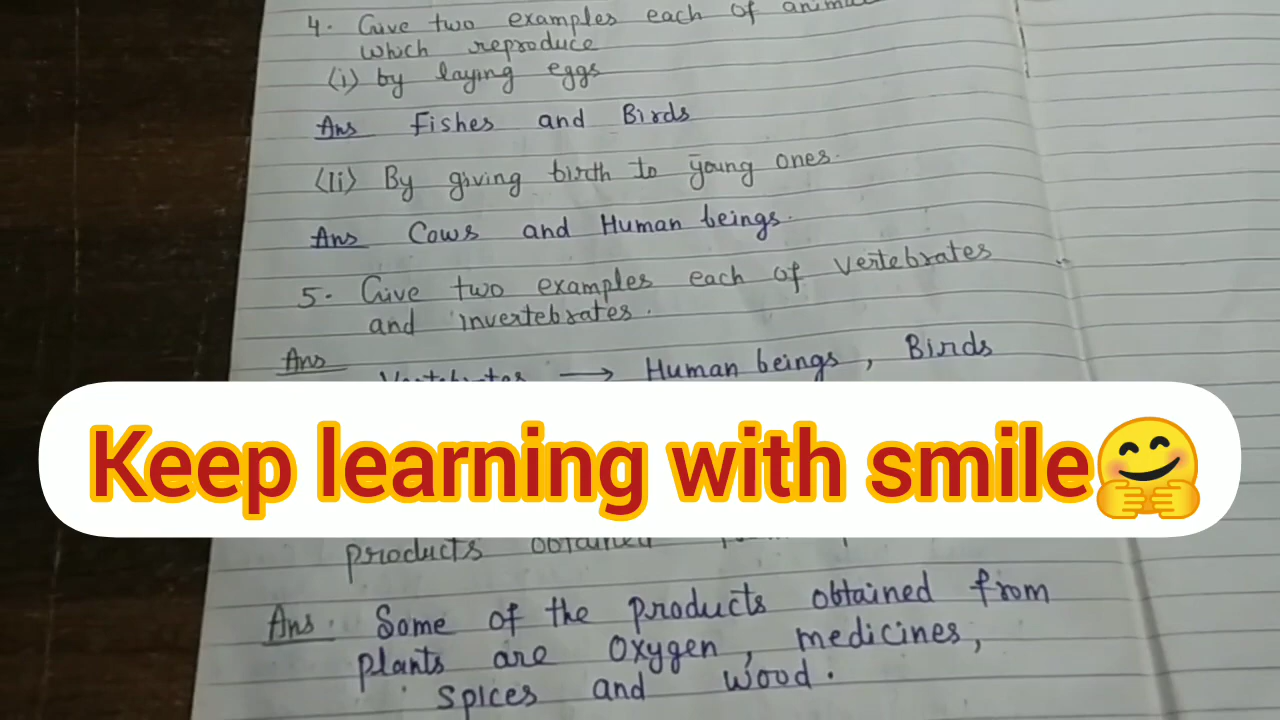 4. Give two examples each of
which reproduce
(i) by laying eggs
Ans Fishes and Birds
(ii) By giving birth to young ones.
Ans Cows and Human beings.
5. Give two examples each of vertebrates
and invertebrates.
Ans
→ Human beings, Birds
Keep learning with smile🤗
products obtained
Ans. Some of the products obtained from
plants are Oxygen, medicines,
spices and wood.